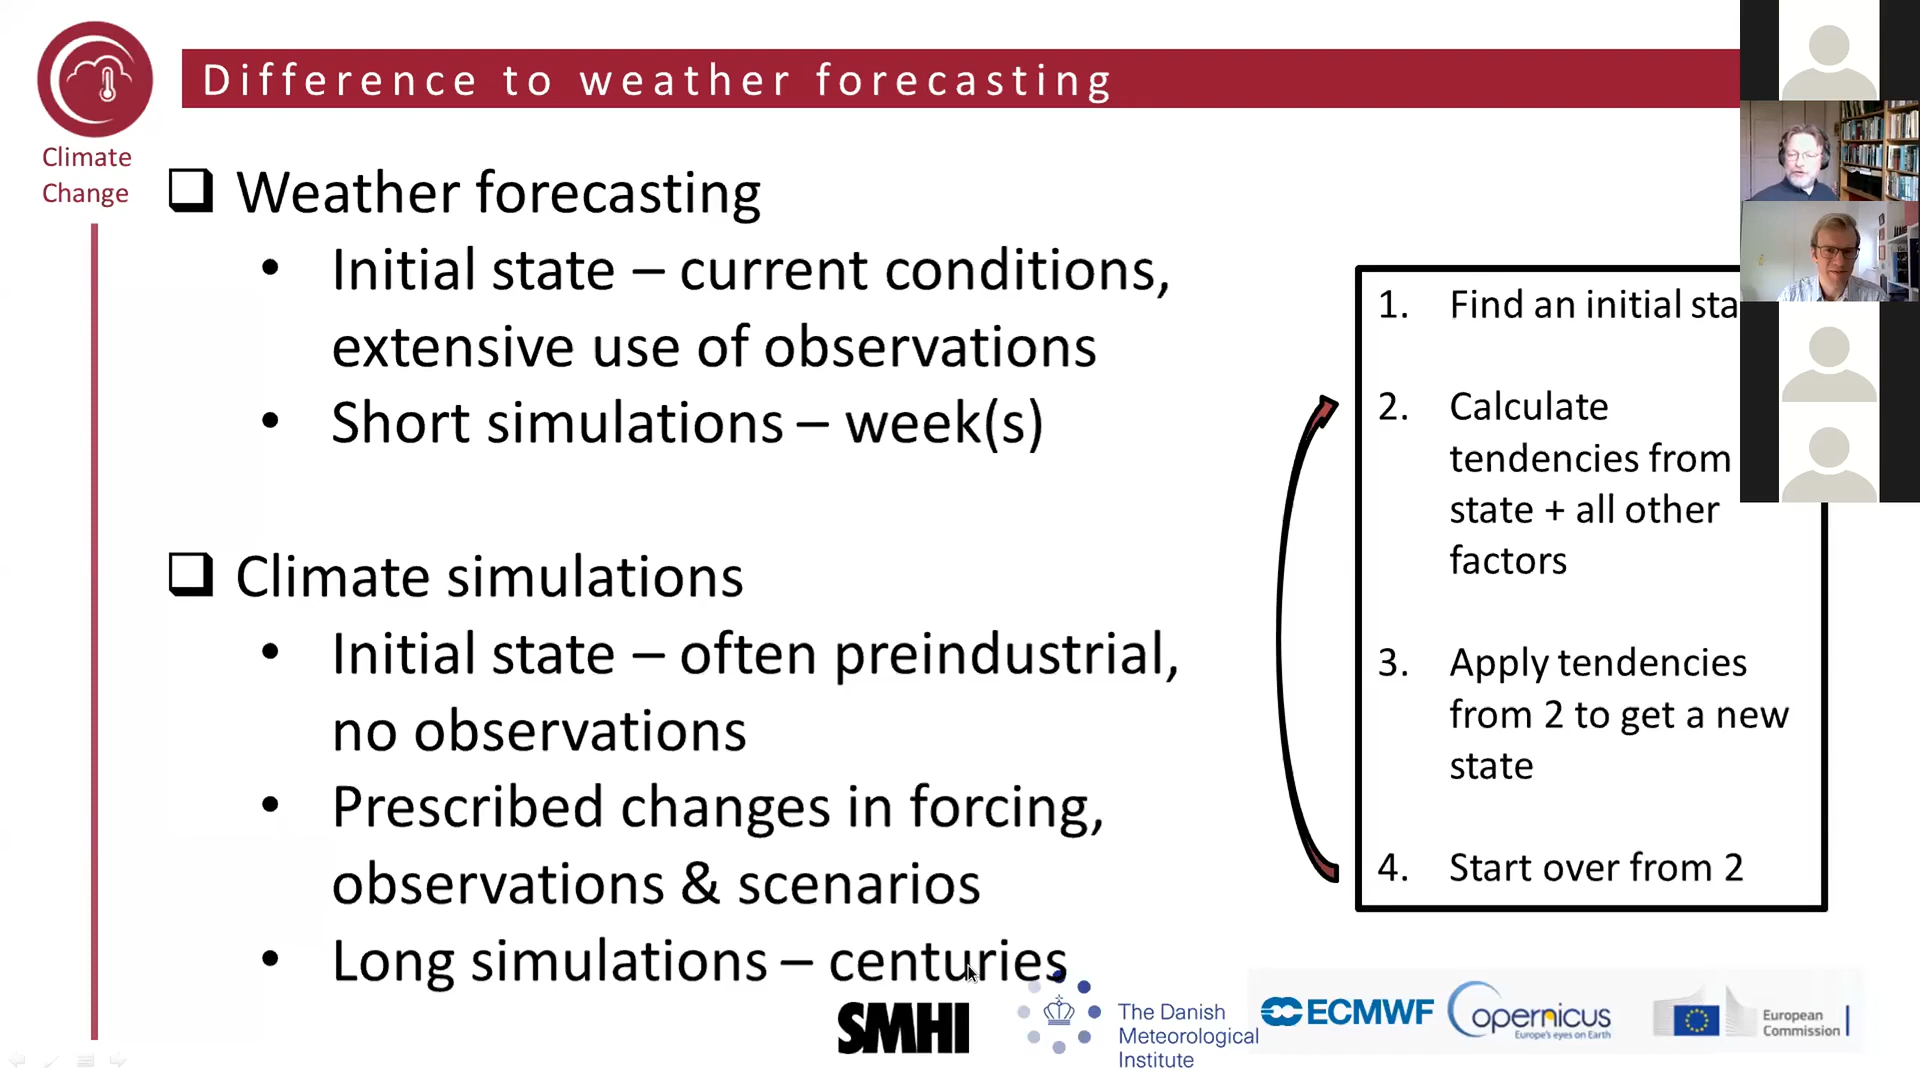 Difference to weather forecasting
Climate
Change
Weather forecasting
• Initial state – current conditions,
extensive use of observations
• Short simulations – week(s)
Climate simulations
• Initial state – often preindustrial,
no observations
• Prescribed changes in forcing,
observations & scenarios
• Long simulations – centuries
1. Find an initial sta
2. Calculate
tendencies from
state + all other
factors
3. Apply tendencies
from 2 to get a new
state
4. Start over from 2
SMHI
The Danish
Meteorological
Institute
ECMWF
Copernicus
Europe's eyes on Earth
European
Commission